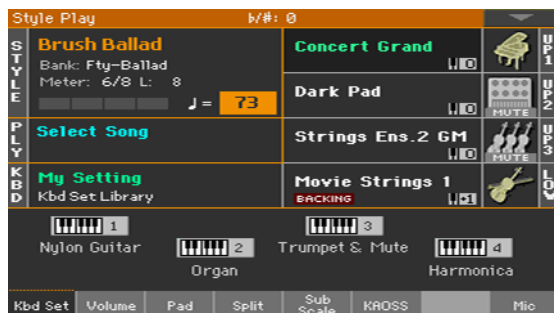 Style Play ♭/#: 0
STYLE
Brush Ballad
Bank: Fty-Ballad
Meter: 6/8 L: 8
♩ = 73
Concert Grand
0
UP1
Dark Pad
0
MUTE
UP2
PLY
Select Song
Strings Ens.2 GM
0
MUTE
UP3
KBD
My Setting
Kbd Set Library
Movie Strings 1
BACKING
+1
LOW
1
Nylon Guitar
2
Organ
3
Trumpet & Mute
4
Harmonica
Kbd Set Volume Pad Split Sub Scale KAOSS Mic